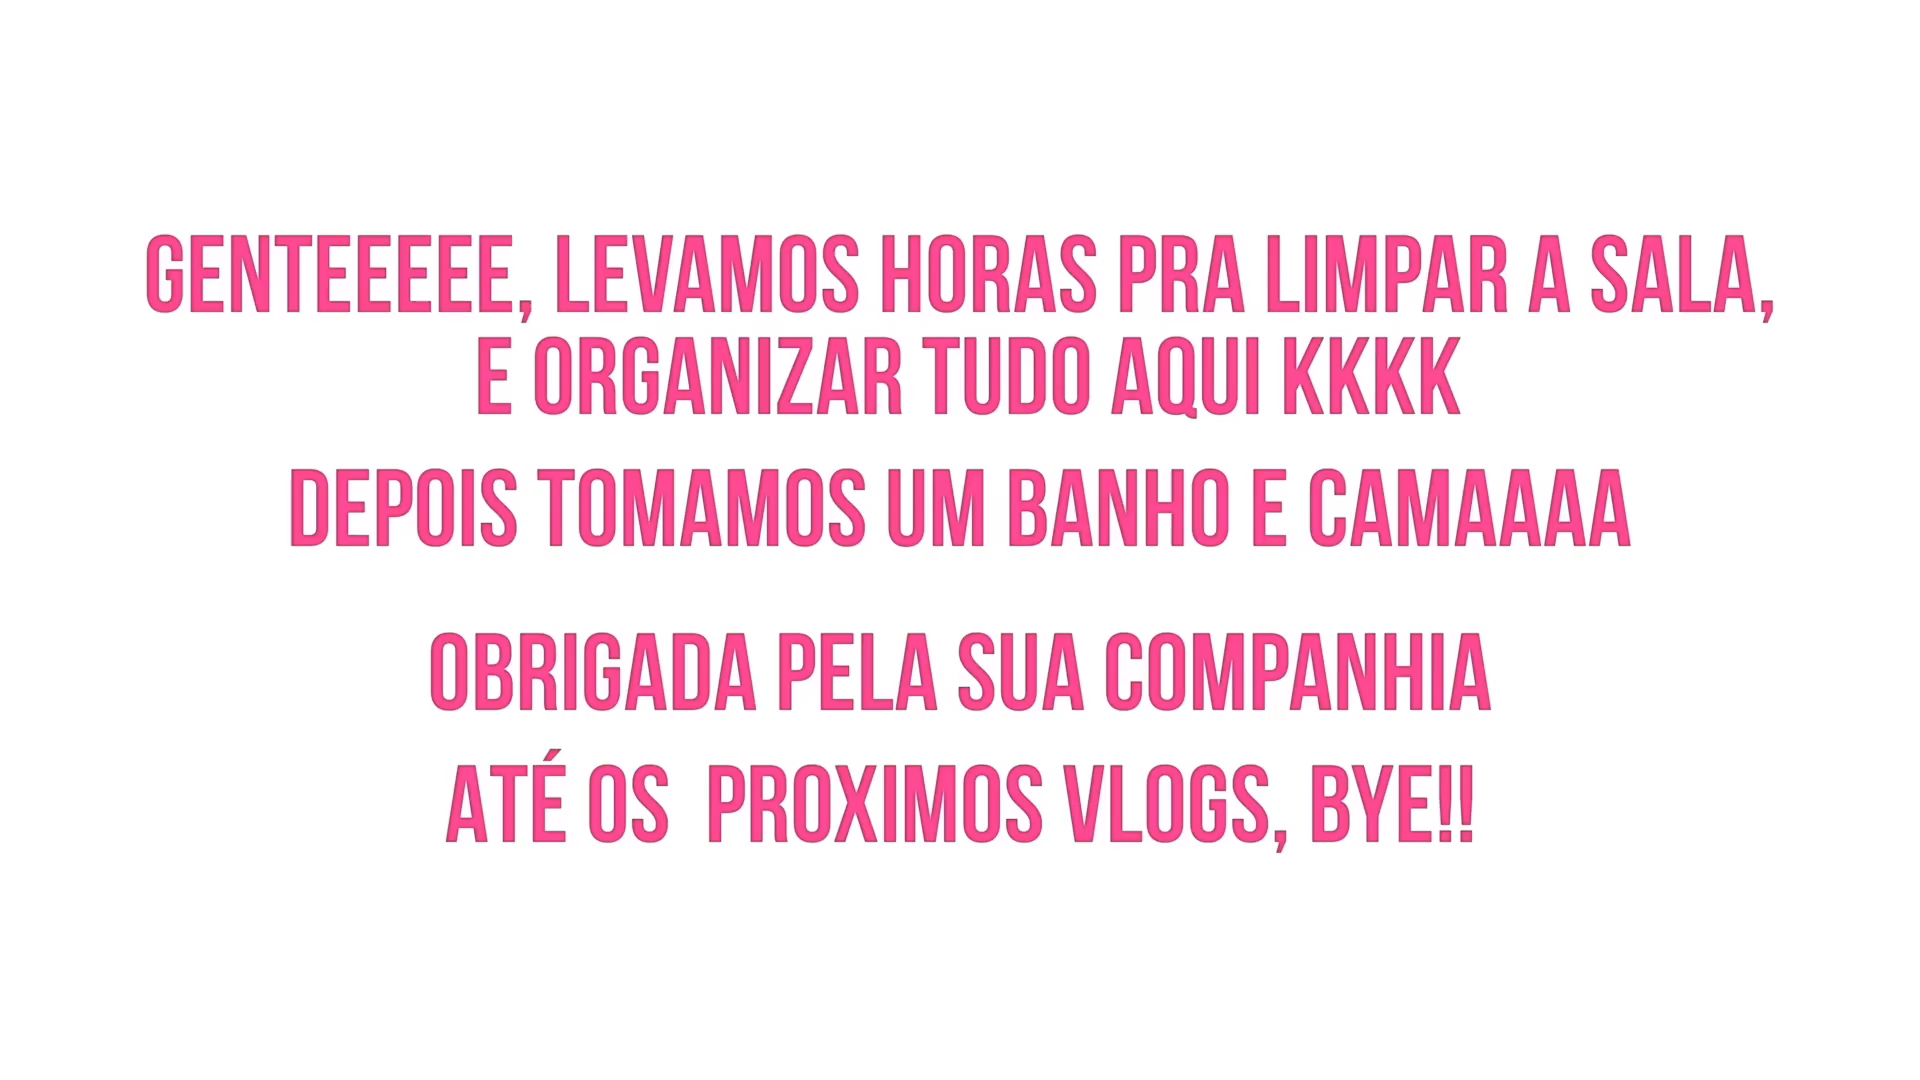 GENTEEEEE, LEVAMOS HORAS PRA LIMPAR A SALA,
E ORGANIZAR TUDO AQUI KKKK
DEPOIS TOMAMOS UM BANHO E CAMAAAA
OBRIGADA PELA SUA COMPANHIA
ATÉ OS  PROXIMOS VLOGS, BYE!!